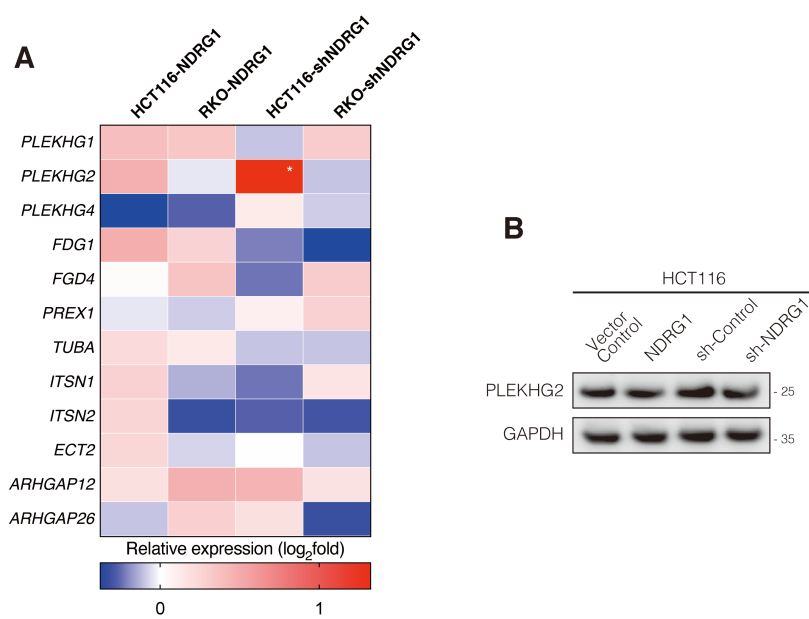 A
HCT116-NDRG1
RKO-NDRG1
HCT116-shNDRG1
RKO-shNDRG1
PLEKHG1
PLEKHG2
*
PLEKHG4
FDG1
FGD4
PREX1
TUBA
ITSN1
ITSN2
ECT2
ARHGAP12
ARHGAP26
Relative expression (log2fold)
0
1
B
HCT116
Vector
Control
NDRG1
sh-Control
sh-NDRG1
PLEKHG2
- 25
GAPDH
- 35